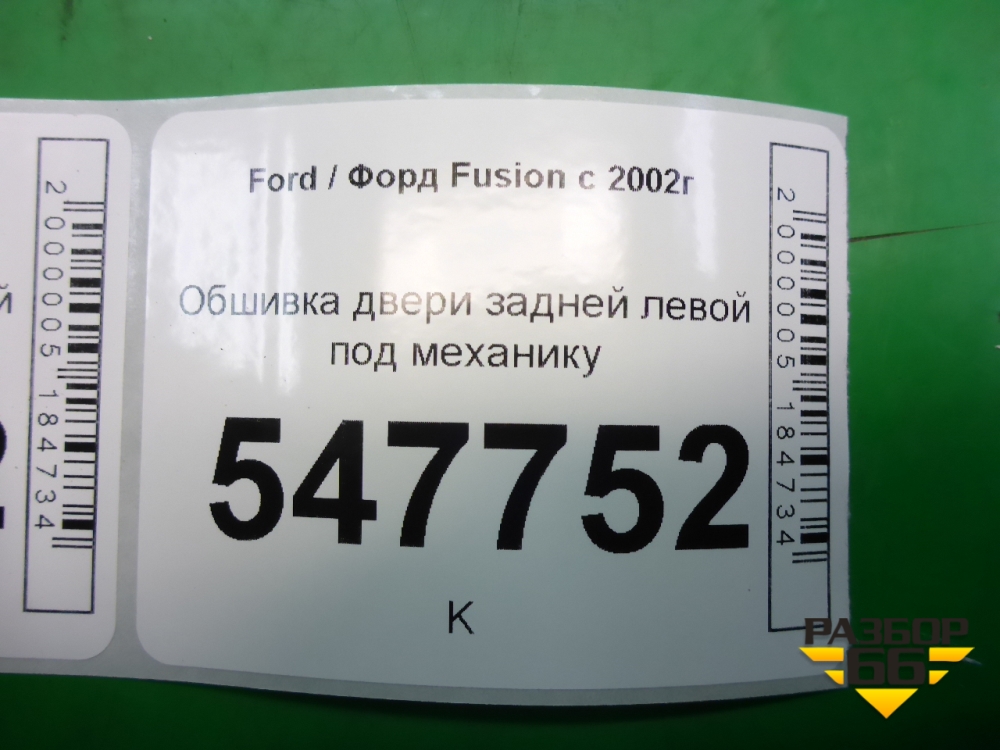 Ford / Форд Fusion с 2002г
Обшивка двери задней левой
под механику
547752
К
2000005184734
2000005184734
й
РАЗБОР
66